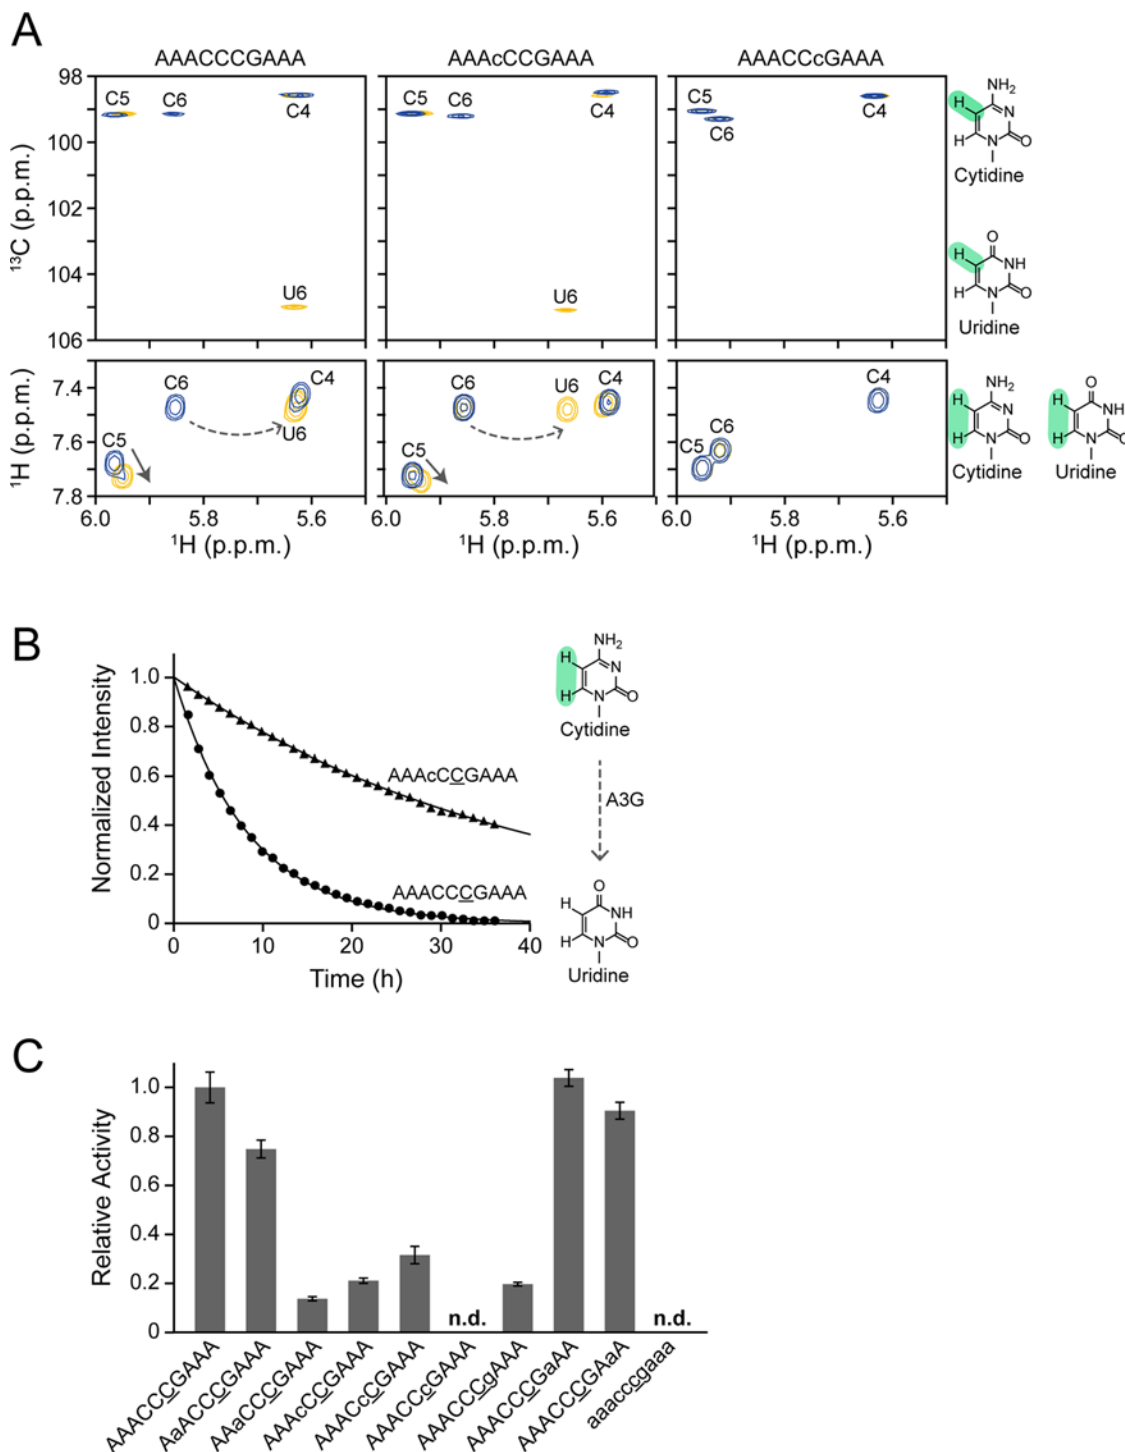 A
AAACCCGAAA
AAAcCCGAAA
AAACCcGAAA
98
100
102
104
106
¹³C (p.p.m.)
C5
C6
C4
U6
C5
C6
C4
U6
C5
C6
C4
NH₂
H
H
N
N
O
Cytidine
O
H
H
NH
N
O
Uridine
7.4
7.6
7.8
¹H (p.p.m.)
C6
C4
U6
C5
C6
U6
C4
C5
C4
C6
C5
NH₂
H
H
N
N
O
Cytidine
O
H
H
NH
N
O
Uridine
6.0 5.8 5.6
6.0 5.8 5.6
6.0 5.8 5.6
¹H (p.p.m.)
¹H (p.p.m.)
B
Normalized Intensity
1.0
0.8
0.6
0.4
0.2
0
AAAcCCGAAA
AAACCCGAAA
0 10 20 30 40
Time (h)
NH₂
H
H
N
N
O
Cytidine
A3G
O
H
H
NH
N
O
Uridine
C
Relative Activity
1.0
0.8
0.6
0.4
0.2
0
n.d.
n.d.
AAACCCGAAA
AaACCCGAAA
AAaCCCGAAA
AAAcCCGAAA
AAACcCGAAA
AAACCcGAAA
AAACCCgAAA
AAACCCGaAA
AAACCCGAaA
aaacccgaaa